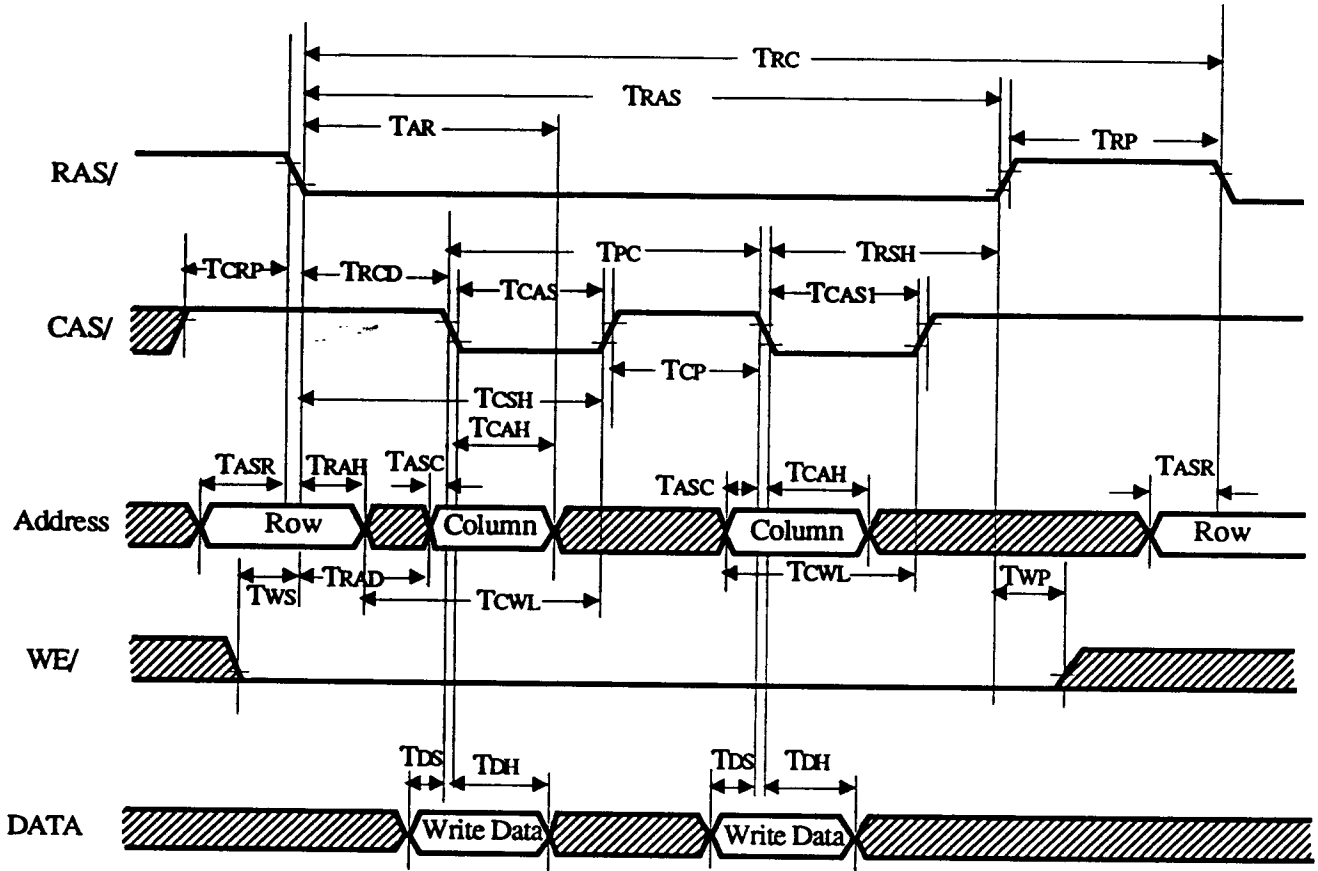 TRC
TRAS
TAR
TRP
RAS/
TPC
TRSH
TCRP
TRCD
TCAS
TCAS1
CAS/
TCP
TCSH
TCAH
TASR
TRAH
TASC
TASC
TCAH
TASR
Address
Row
Column
Column
Row
TWS
TRAD
TCWL
TCWL
TWP
WE/
TDS
TDH
TDS
TDH
DATA
Write Data
Write Data